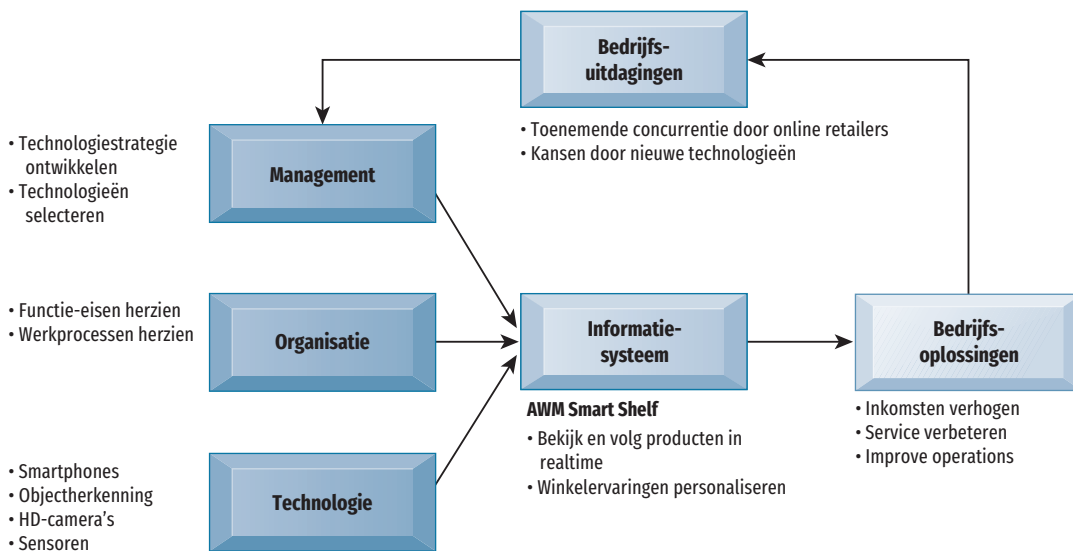 Bedrijfs-
uitdagingen
• Toenemende concurrentie door online retailers
• Kansen door nieuwe technologieën
• Technologiestrategie
ontwikkelen
• Technologieën
selecteren
Management
• Functie-eisen herzien
• Werkprocessen herzien
Organisatie
Informatie-
systeem
AWM Smart Shelf
• Bekijk en volg producten in
realtime
• Winkelervaringen personaliseren
Bedrijfs-
oplossingen
• Inkomsten verhogen
• Service verbeteren
• Improve operations
• Smartphones
• Objectherkenning
• HD-camera's
• Sensoren
Technologie